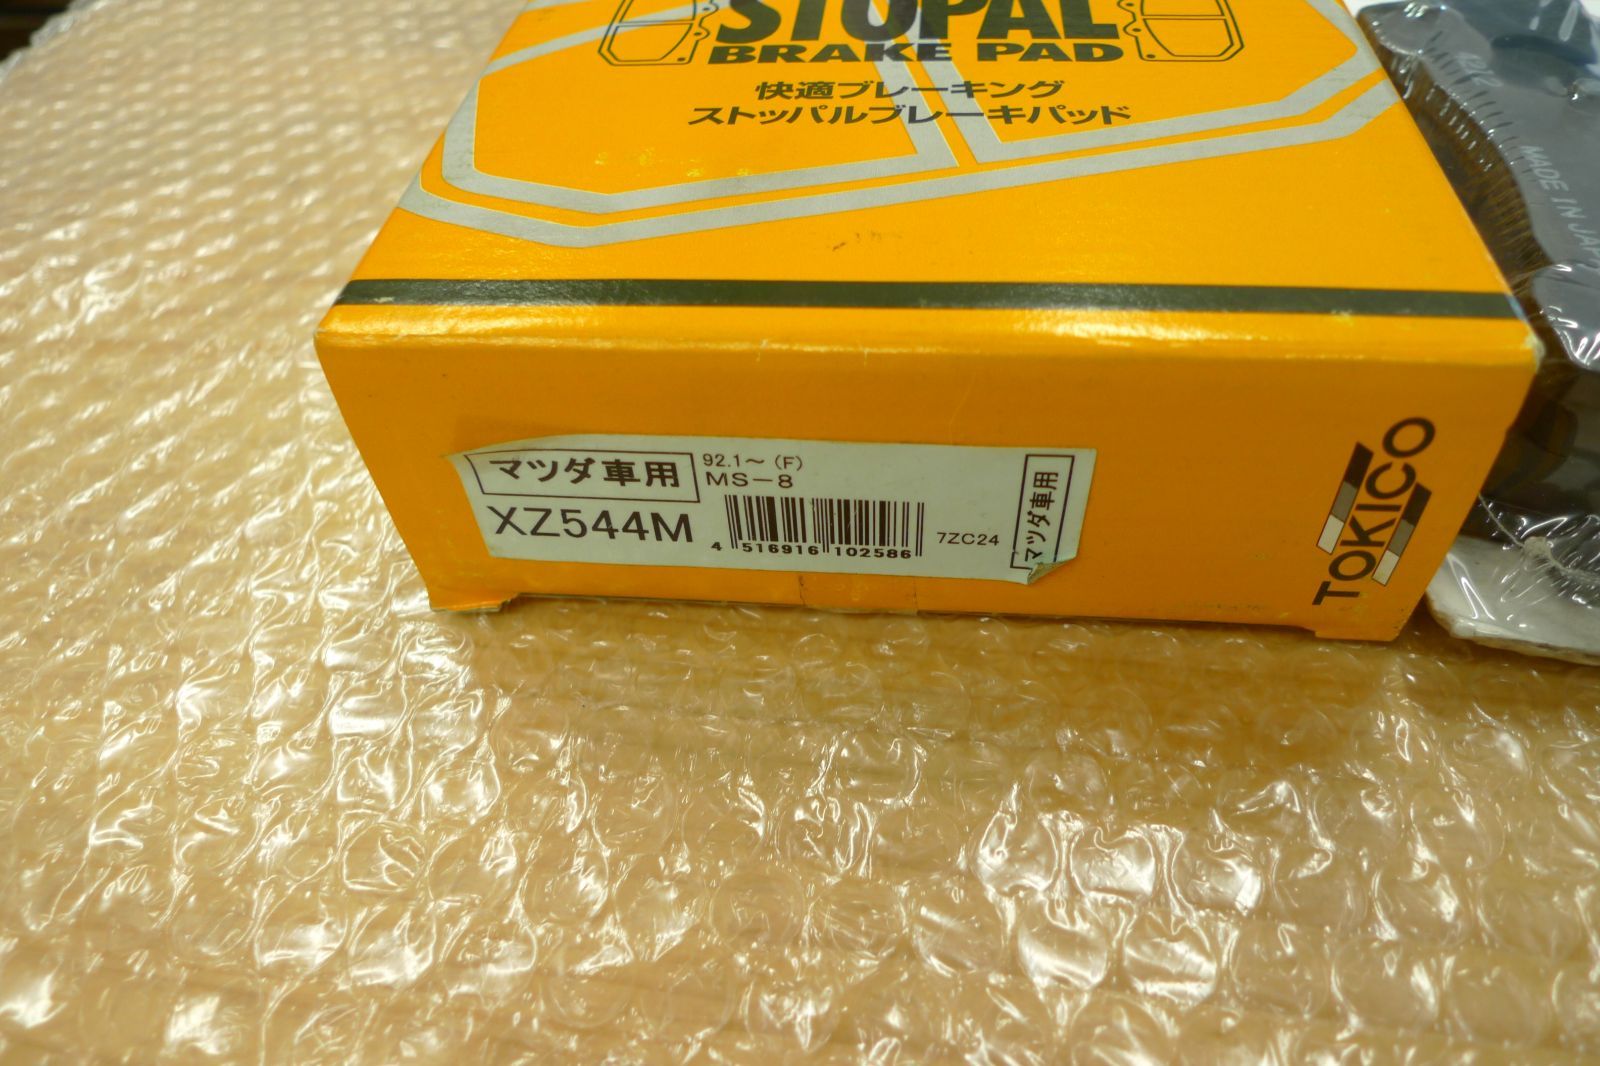 STOPAL
BRAKE PAD
快適ブレーキング
ストッパルブレーキパッド
MADE IN JAP
マツダ車用
92.1～ (F)
MS-8
XZ544M
4 516916 102586
7ZC24
マツダ車用
TOKICO